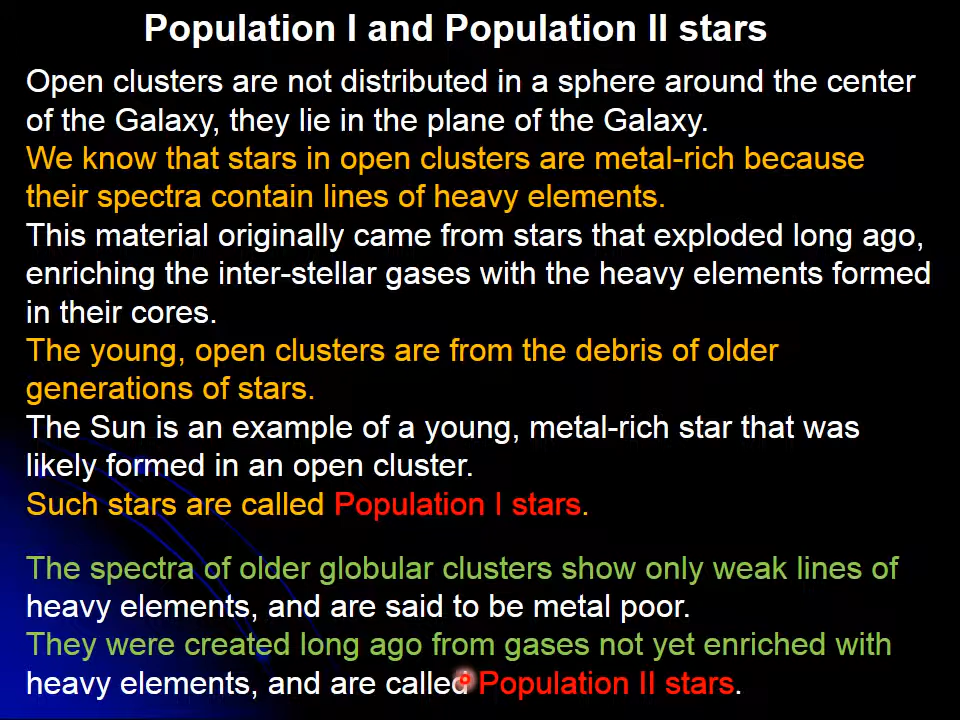 Population I and Population II stars
Open clusters are not distributed in a sphere around the center
of the Galaxy, they lie in the plane of the Galaxy.
We know that stars in open clusters are metal-rich because
their spectra contain lines of heavy elements.
This material originally came from stars that exploded long ago,
enriching the inter-stellar gases with the heavy elements formed
in their cores.
The young, open clusters are from the debris of older
generations of stars.
The Sun is an example of a young, metal-rich star that was
likely formed in an open cluster.
Such stars are called Population I stars.
The spectra of older globular clusters show only weak lines of
heavy elements, and are said to be metal poor.
They were created long ago from gases not yet enriched with
heavy elements, and are called Population II stars.